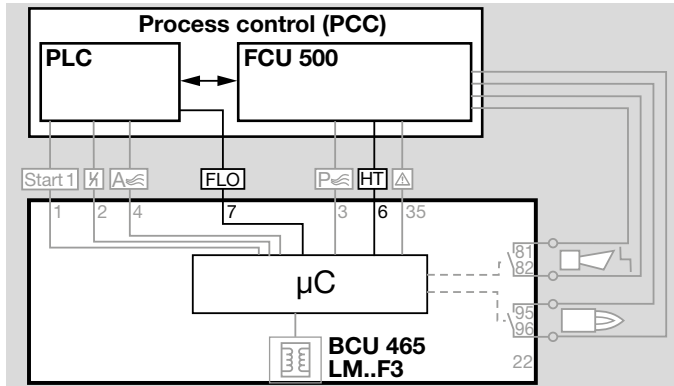 Process control (PCC)
PLC
FCU 500
Start 1
A
FLO
P
HT
1
2
4
7
3
6
35
81
82
µC
95
96
BCU 465
LM..F3
22